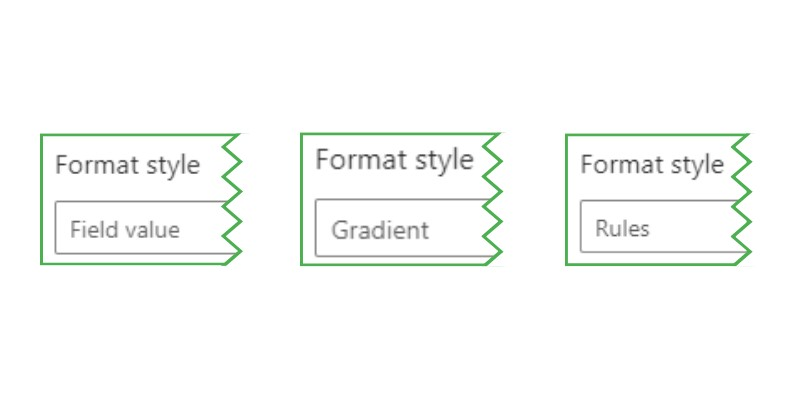 Format style
Field value
Format style
Gradient
Format style
Rules